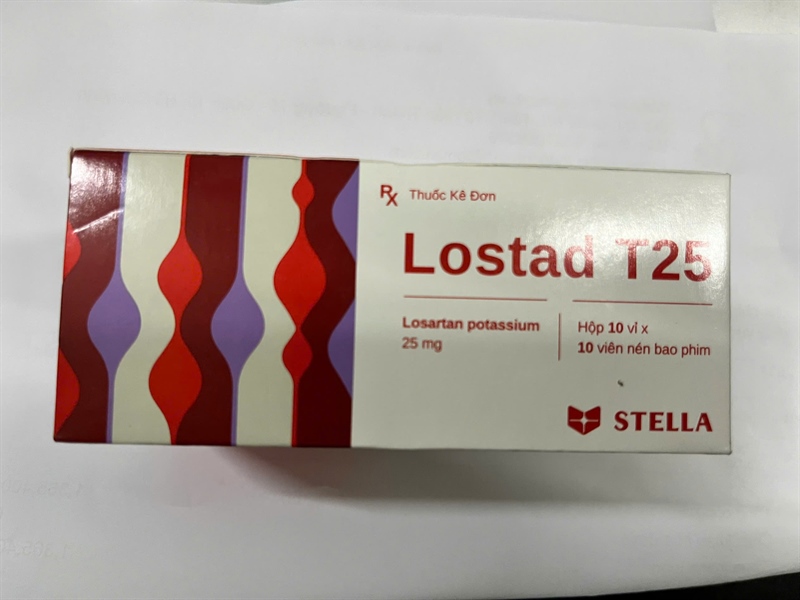 Rx Thuốc Kê Đơn
Lostad T25
Losartan potassium
25 mg
Hộp 10 vỉ x
10 viên nén bao phim
STELLA